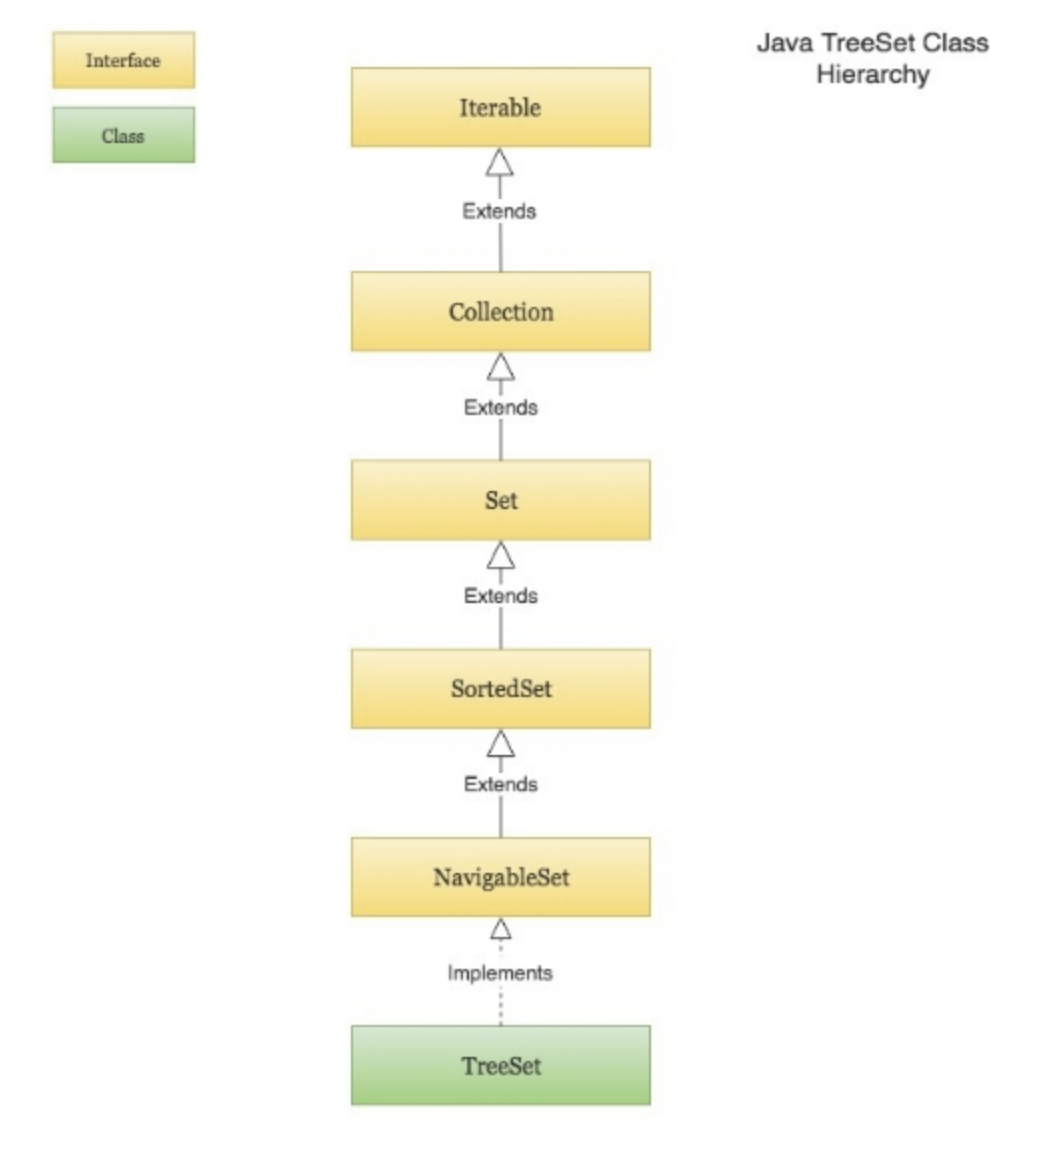 Interface
Class
Java TreeSet Class
Hierarchy
Iterable
Extends
Collection
Extends
Set
Extends
SortedSet
Extends
NavigableSet
Implements
TreeSet